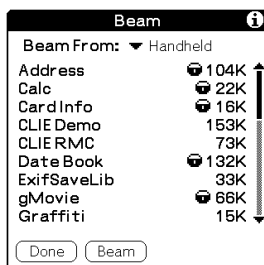 Beam
Beam From: Handheld
Address 104K
Calc 22K
Card Info 16K
CLIE Demo 153K
CLIE RMC 73K
Date Book 132K
ExifSaveLib 33K
gMovie 66K
Graffiti 15K
Done Beam